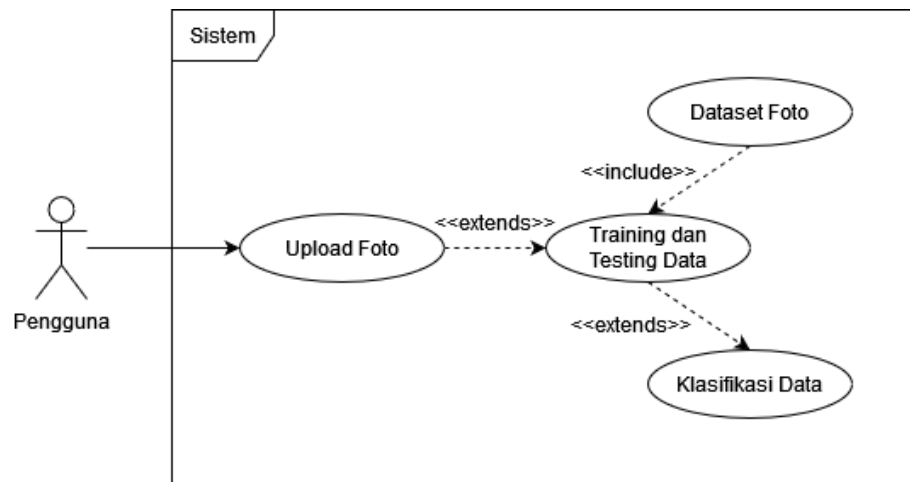 Sistem
Dataset Foto
<<include>>
<<extends>>
Upload Foto
Training dan
Testing Data
Pengguna
<<extends>>
Klasifikasi Data